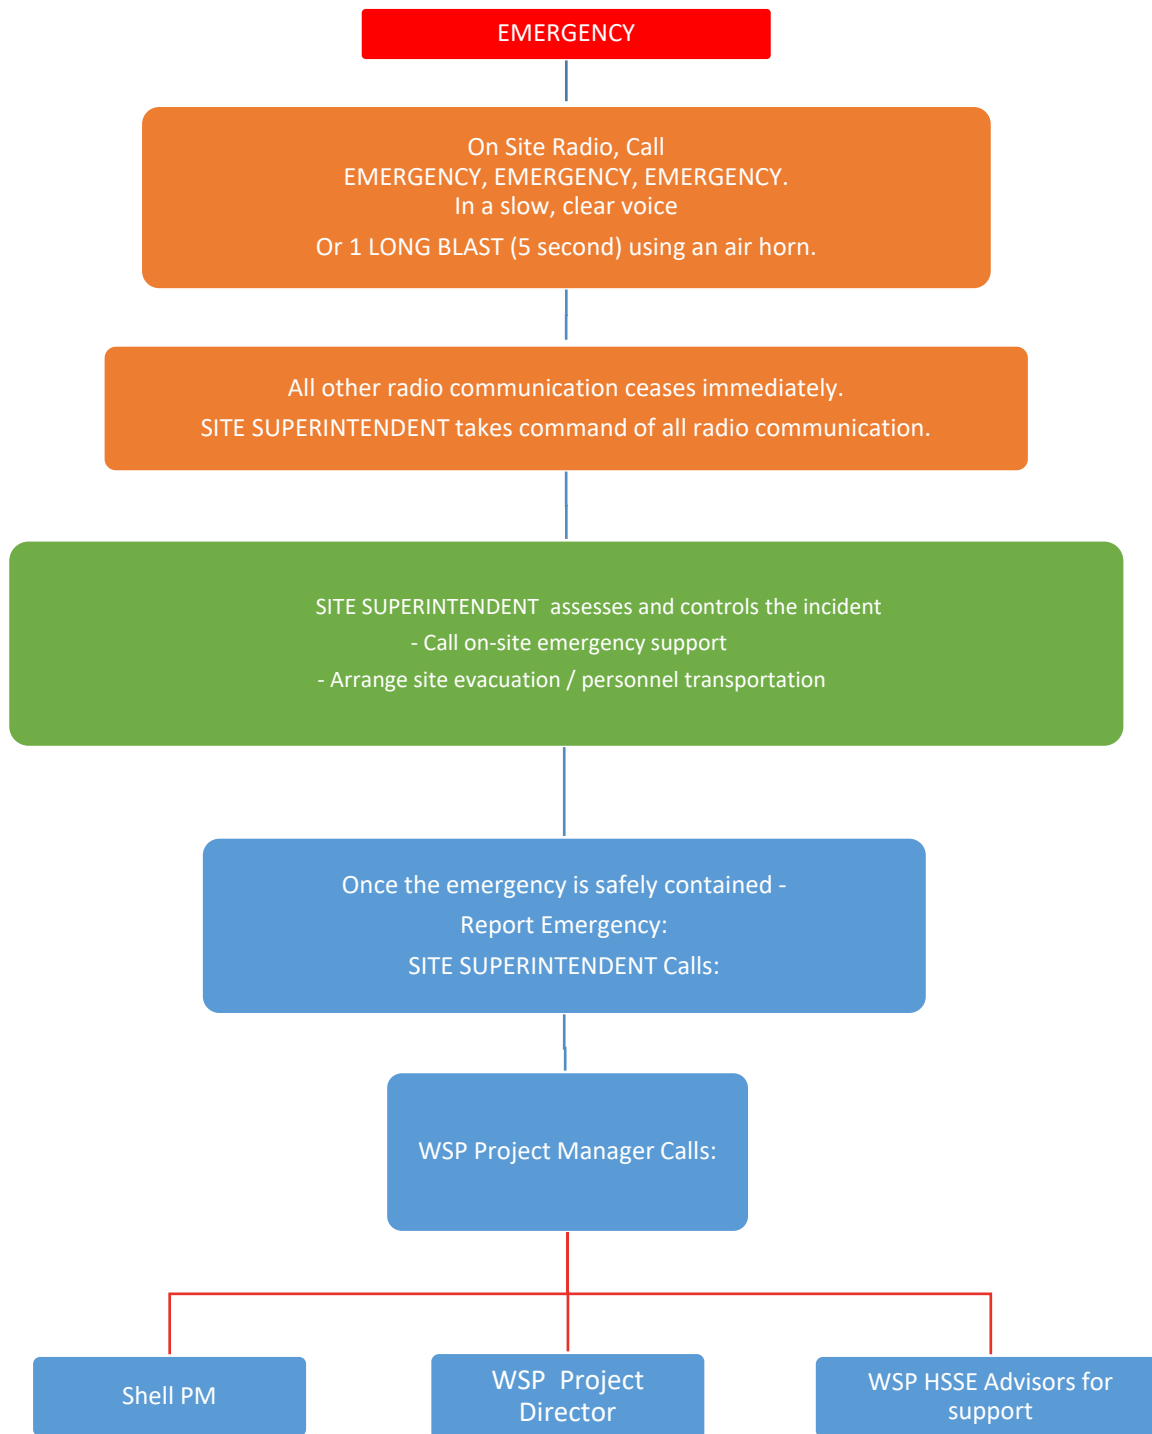 EMERGENCY
On Site Radio, Call
EMERGENCY, EMERGENCY, EMERGENCY.
In a slow, clear voice
Or 1 LONG BLAST (5 second) using an air horn.
All other radio communication ceases immediately.
SITE SUPERINTENDENT takes command of all radio communication.
SITE SUPERINTENDENT  assesses and controls the incident
- Call on-site emergency support
- Arrange site evacuation / personnel transportation
Once the emergency is safely contained -
Report Emergency:
SITE SUPERINTENDENT Calls:
WSP Project Manager Calls:
Shell PM
WSP  Project
Director
WSP HSSE Advisors for
support